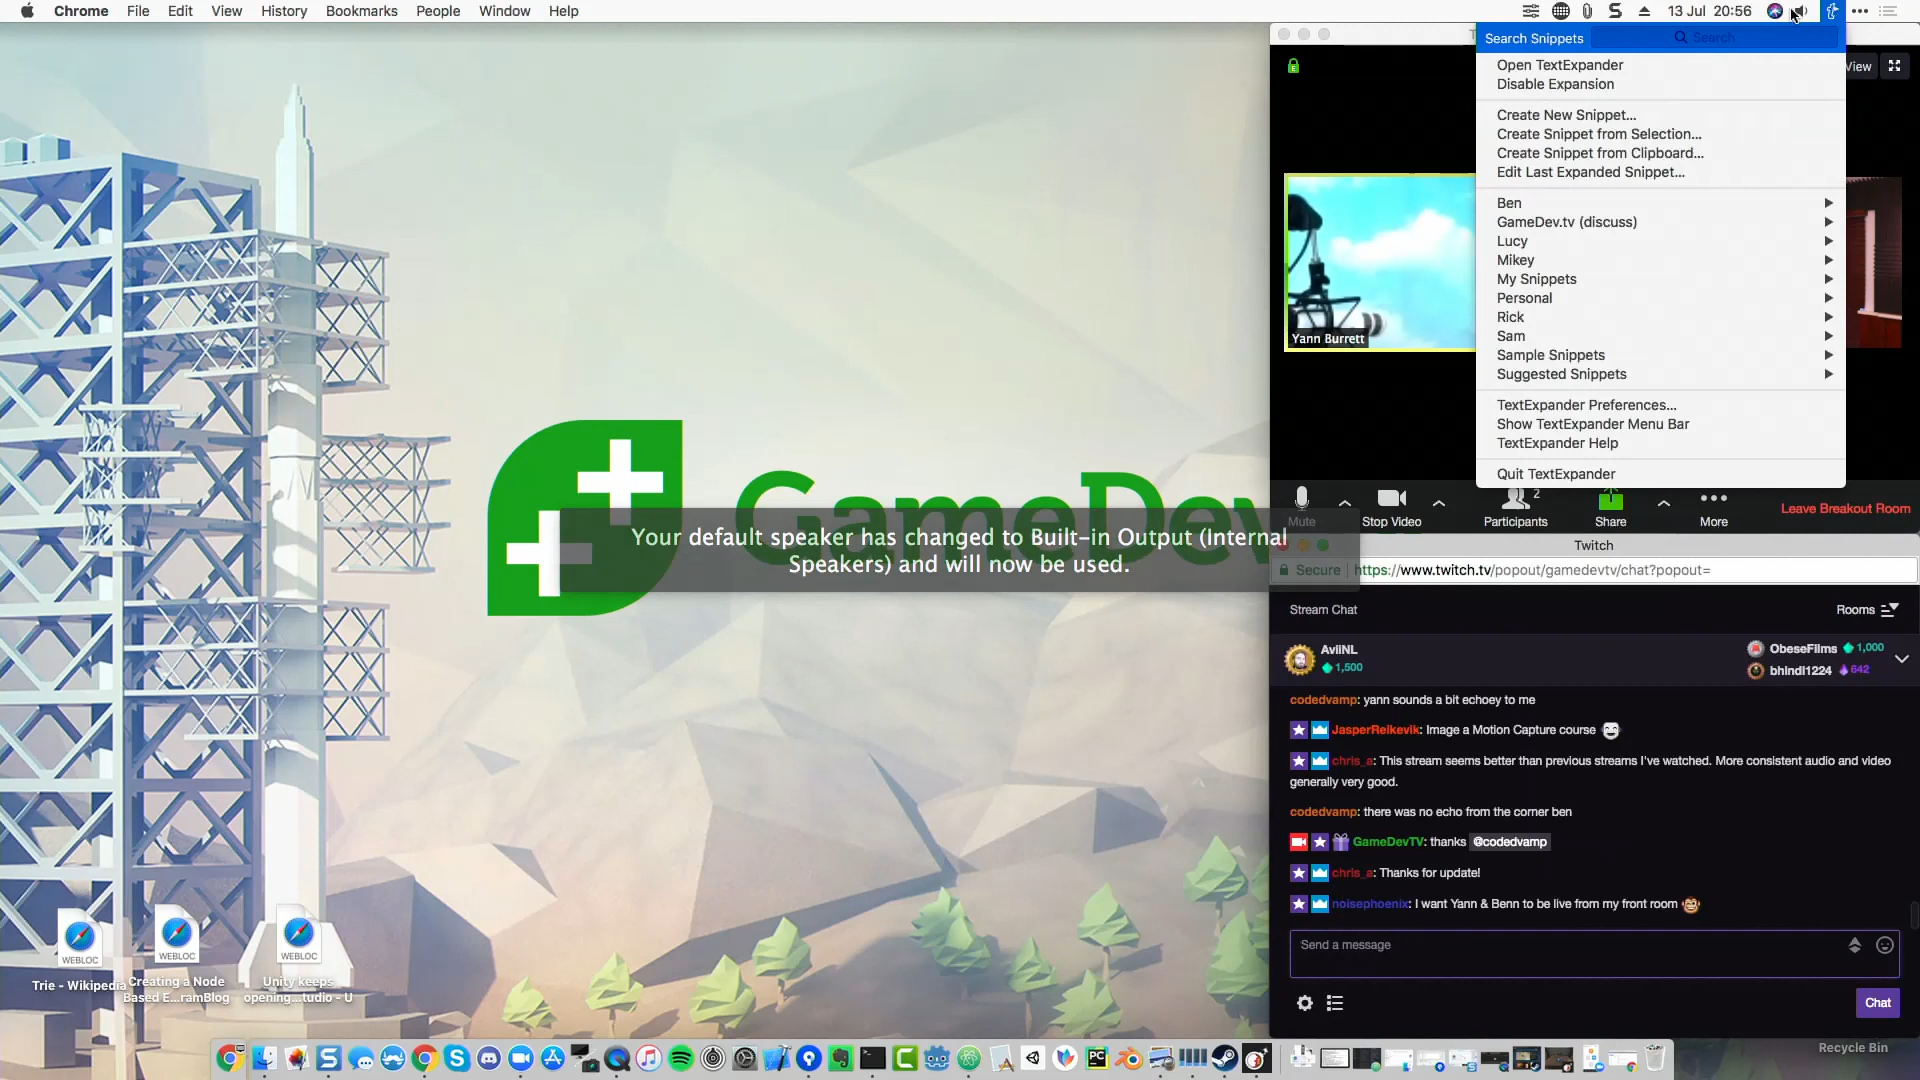 Chrome File Edit View History Bookmarks People Window Help
13 Jul 20:56
Search Snippets Search
Open TextExpander
Disable Expansion
Create New Snippet...
Create Snippet from Selection...
Create Snippet from Clipboard...
Edit Last Expanded Snippet...
Ben
GameDev.tv (discuss)
Lucy
Mikey
My Snippets
Personal
Rick
Sam
Sample Snippets
Suggested Snippets
TextExpander Preferences...
Show TextExpander Menu Bar
TextExpander Help
Quit TextExpander
View
Yann Burrett
Mute Stop Video Participants 2 Share More Leave Breakout Room
GameDev
Your default speaker has changed to Built-in Output (Internal
Speakers) and will now be used.
Twitch
Secure https://www.twitch.tv/popout/gamedevtv/chat?popout=
Stream Chat Rooms
AviiNL
1,500
ObeseFilms 1,000
bhindi1224 642
codedvamp: yann sounds a bit echoey to me
JasperReikevik: Image a Motion Capture course
chris_a: This stream seems better than previous streams I've watched. More consistent audio and video
generally very good.
codedvamp: there was no echo from the corner ben
GameDevTV: thanks @codedvamp
chris_a: Thanks for update!
noisephoenix: I want Yann & Benn to be live from my front room
Send a message
Chat
WEBLOC WEBLOC WEBLOC
Trie - Wikipedia
Creating a Node
Based E...ramBlog
Unity keeps
opening...tudio - U
PC
Recycle Bin